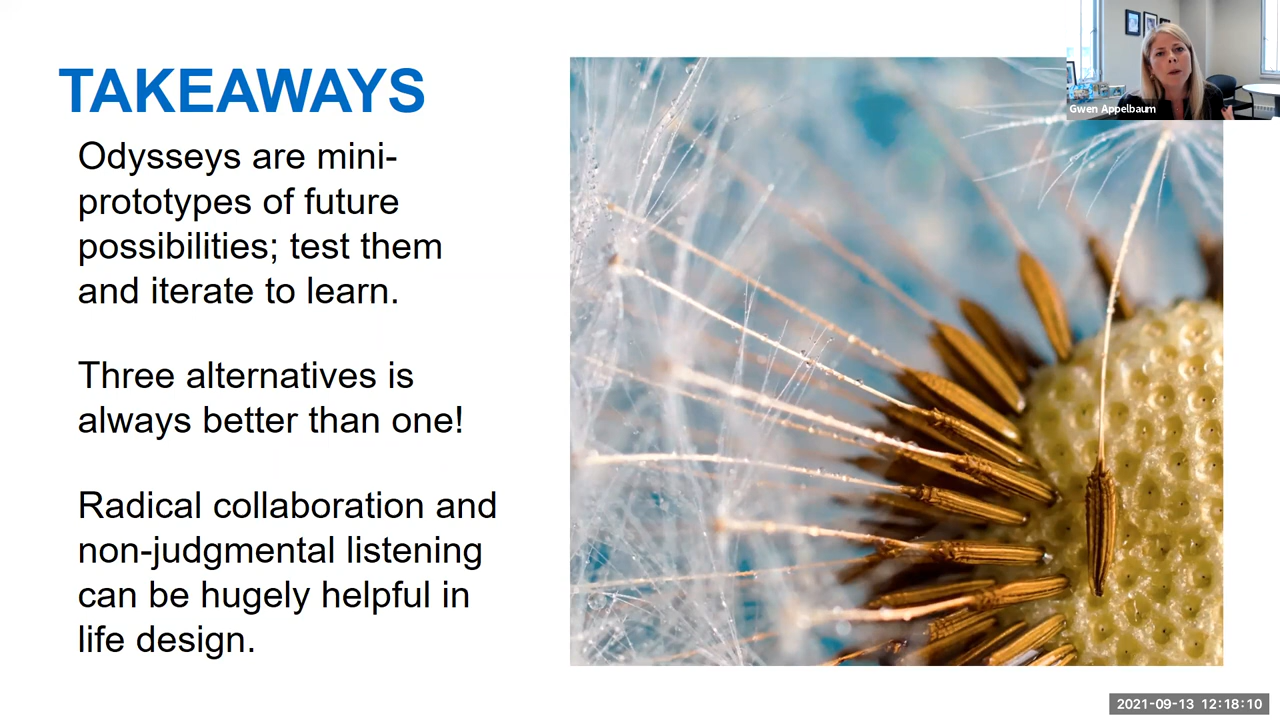 TAKEAWAYS
Odysseys are mini-
prototypes of future
possibilities; test them
and iterate to learn.
Three alternatives is
always better than one!
Radical collaboration and
non-judgmental listening
can be hugely helpful in
life design.
Gwen Appelbaum
2021-09-13 12:18:10